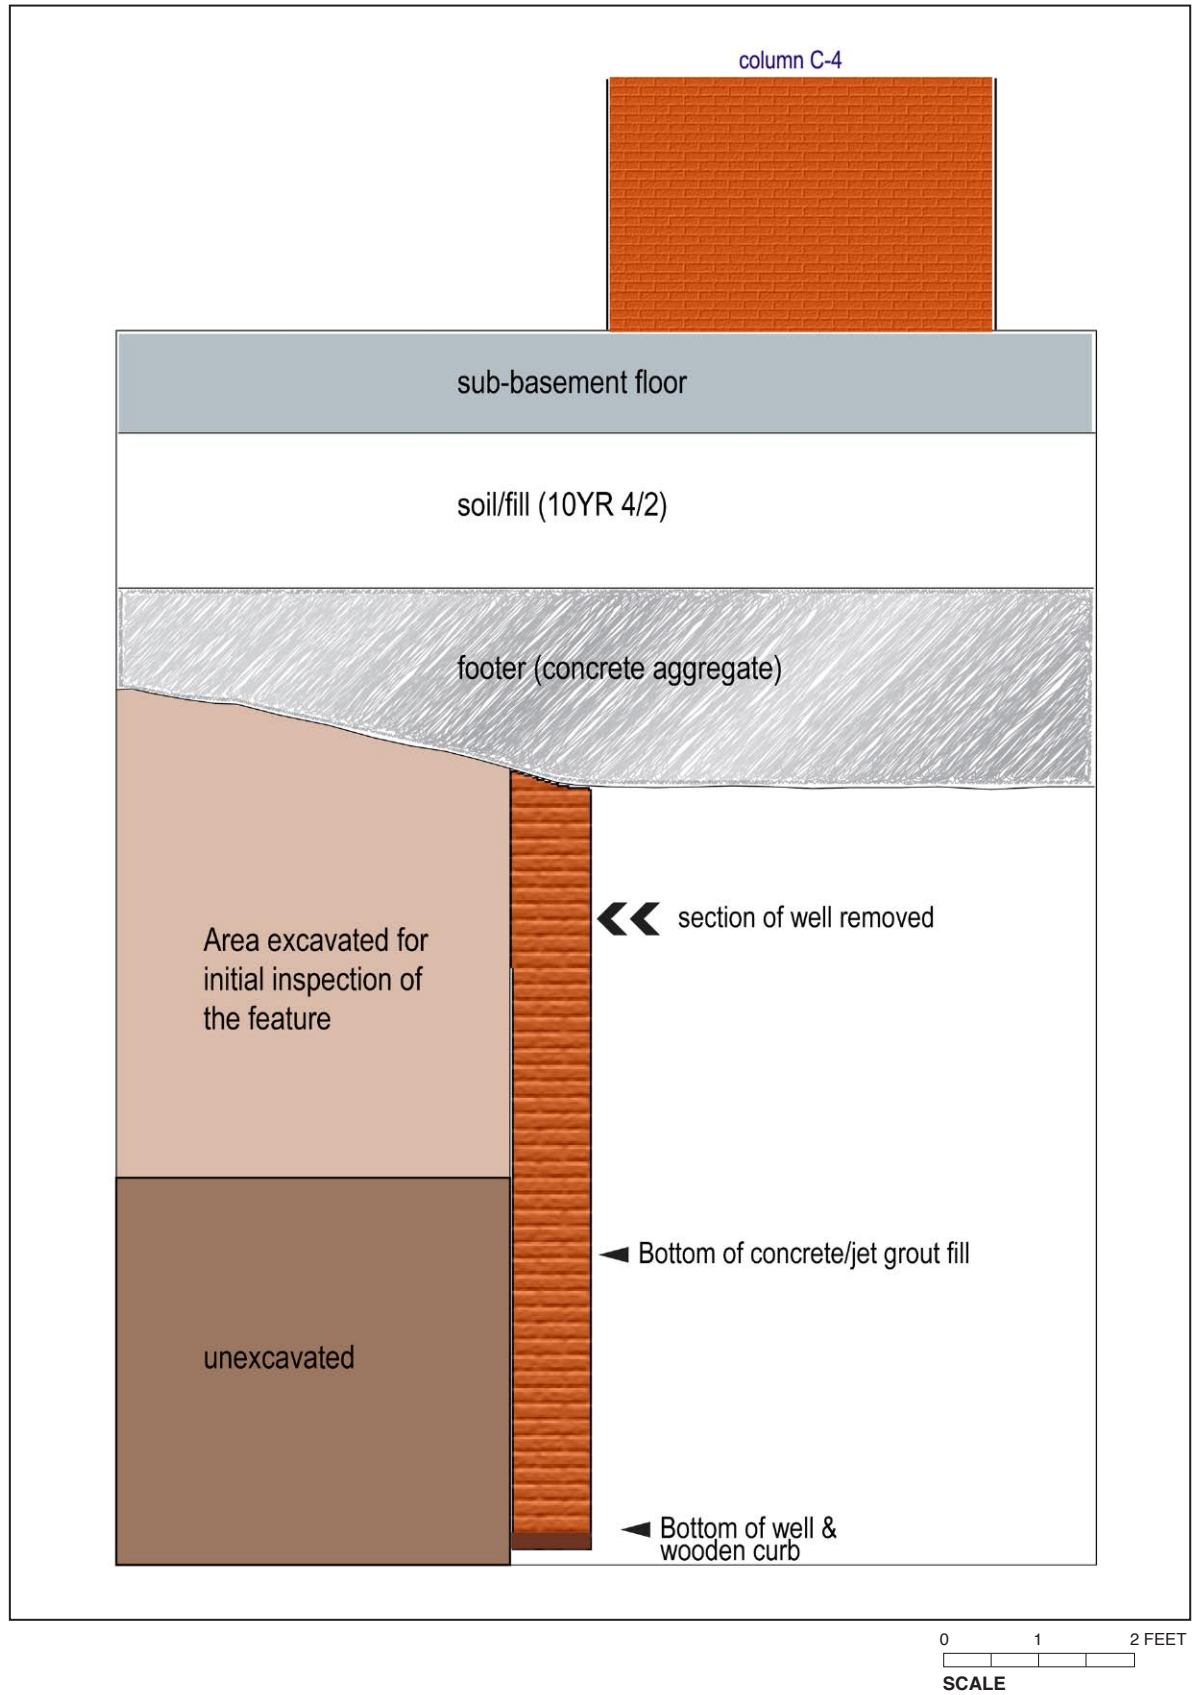 column C-4
sub-basement floor
soil/fill (10YR 4/2)
footer (concrete aggregate)
section of well removed
Area excavated for
initial inspection of
the feature
Bottom of concrete/jet grout fill
unexcavated
Bottom of well &
wooden curb
0 1 2 FEET
SCALE